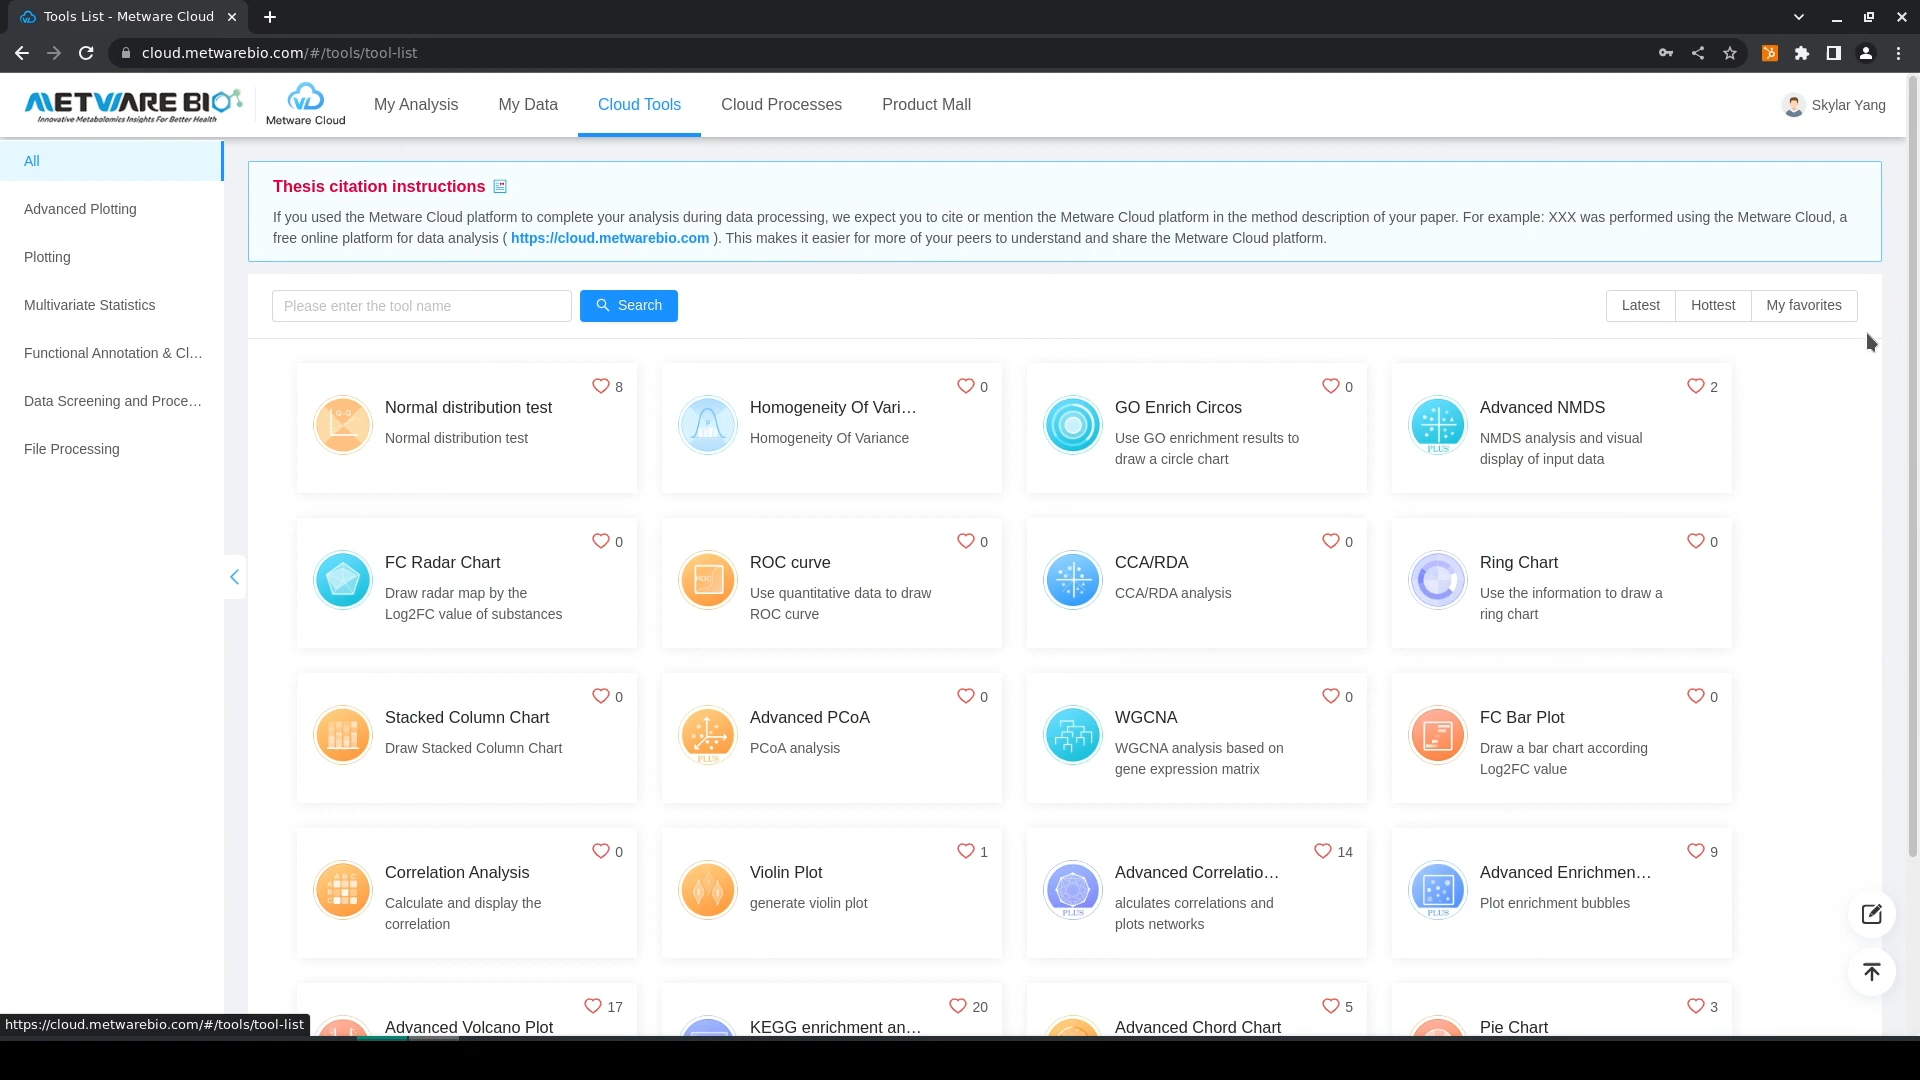 Tools List - Metware Cloud
cloud.metwarebio.com/#/tools/tool-list
METWARE BIO
Innovative Metabolomics Insights For Better Health
Metware Cloud
My Analysis
My Data
Cloud Tools
Cloud Processes
Product Mall
Skylar Yang
All
Advanced Plotting
Plotting
Multivariate Statistics
Functional Annotation & Cl...
Data Screening and Proce...
File Processing
Thesis citation instructions
If you used the Metware Cloud platform to complete your analysis during data processing, we expect you to cite or mention the Metware Cloud platform in the method description of your paper. For example: XXX was performed using the Metware Cloud, a
free online platform for data analysis ( https://cloud.metwarebio.com ). This makes it easier for more of your peers to understand and share the Metware Cloud platform.
Please enter the tool name
Search
Latest
Hottest
My favorites
8
Normal distribution test
Normal distribution test
0
Homogeneity Of Vari...
Homogeneity Of Variance
0
GO Enrich Circos
Use GO enrichment results to
draw a circle chart
2
Advanced NMDS
NMDS analysis and visual
display of input data
PLUS
0
FC Radar Chart
Draw radar map by the
Log2FC value of substances
0
ROC curve
Use quantitative data to draw
ROC curve
ROC
0
CCA/RDA
CCA/RDA analysis
0
Ring Chart
Use the information to draw a
ring chart
0
Stacked Column Chart
Draw Stacked Column Chart
0
Advanced PCoA
PCoA analysis
PLUS
0
WGCNA
WGCNA analysis based on
gene expression matrix
0
FC Bar Plot
Draw a bar chart according
Log2FC value
0
Correlation Analysis
Calculate and display the
correlation
1
Violin Plot
generate violin plot
14
Advanced Correlatio...
alculates correlations and
plots networks
PLUS
9
Advanced Enrichmen...
Plot enrichment bubbles
PLUS
17
Advanced Volcano Plot
20
KEGG enrichment an...
5
Advanced Chord Chart
3
Pie Chart
https://cloud.metwarebio.com/#/tools/tool-list